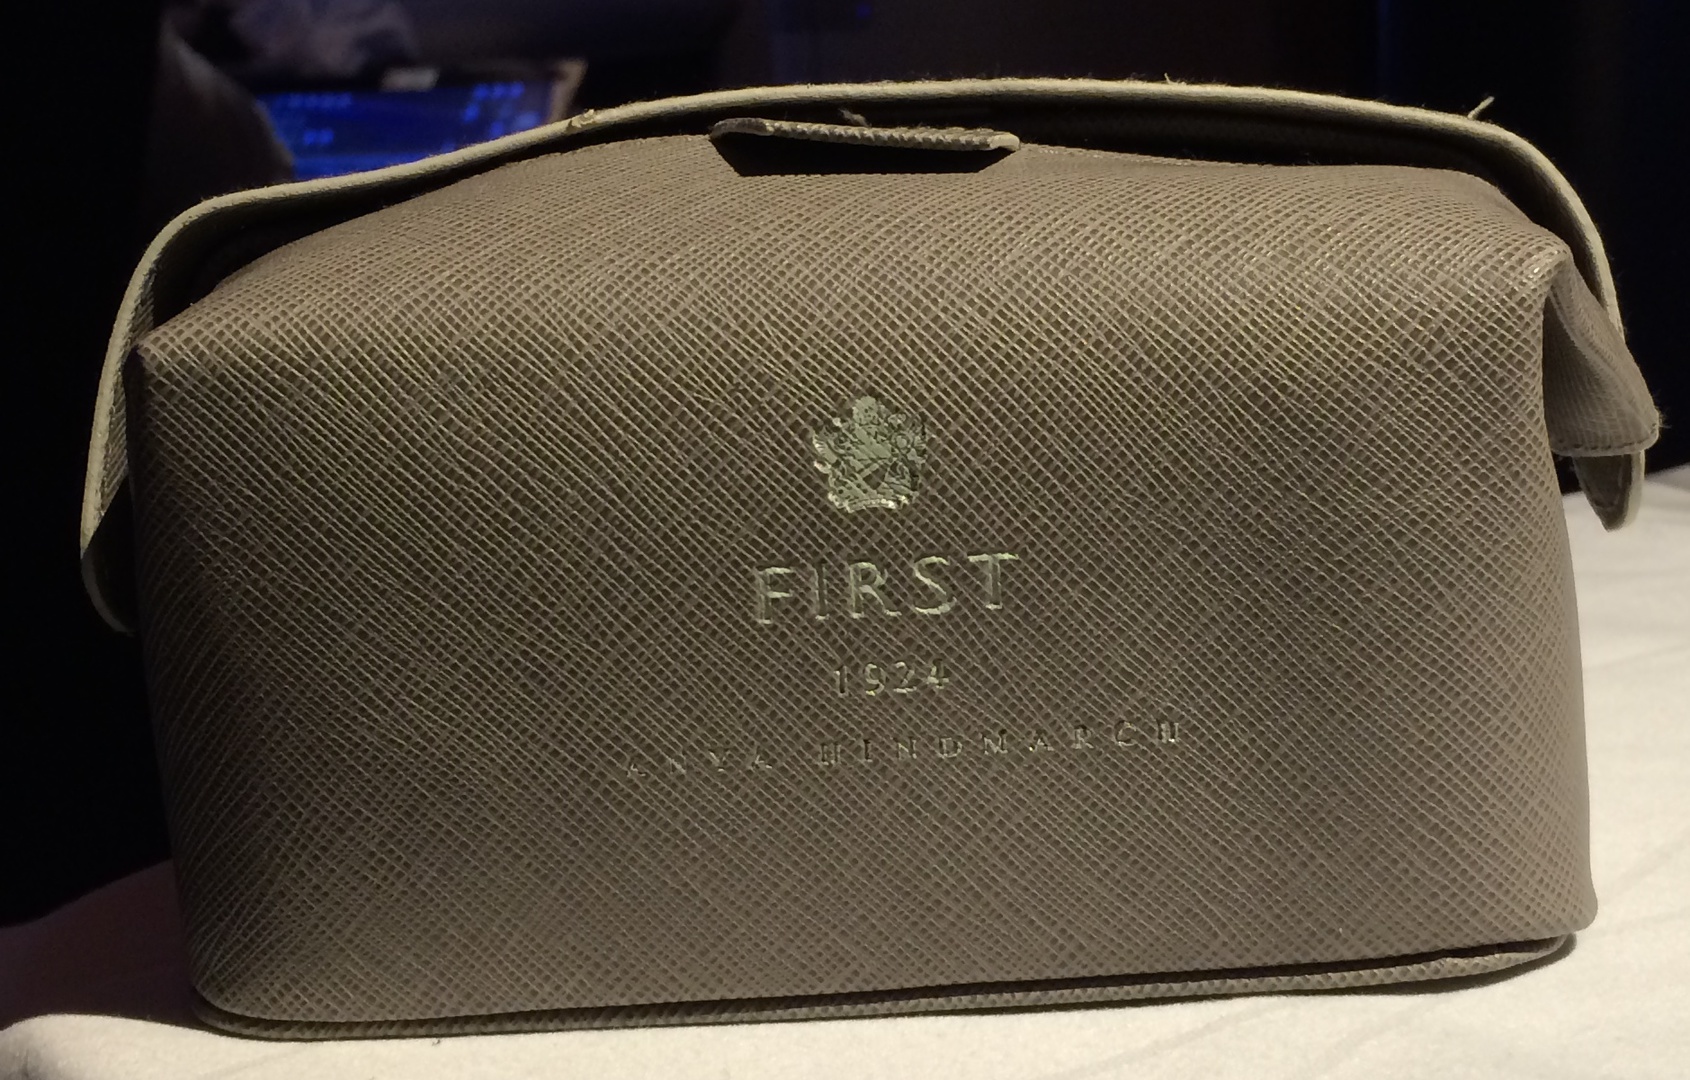 FIRST
1924
ANYA HINDMARCH